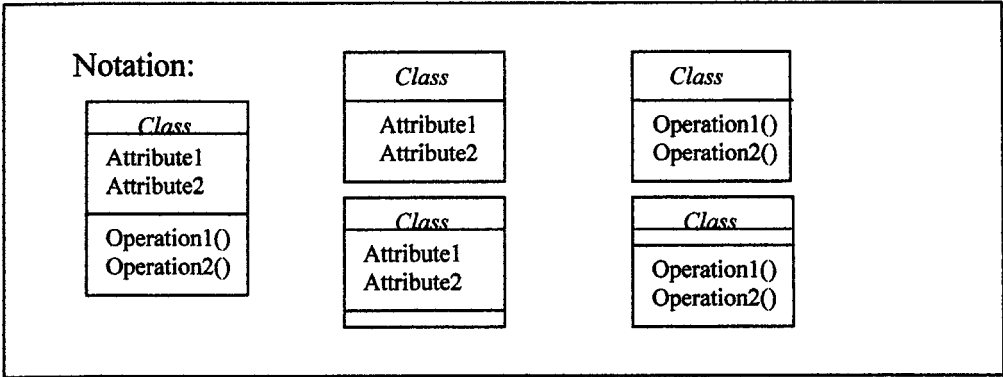 Notation:
Class
Attribute1
Attribute2
Operation1()
Operation2()
Class
Attribute1
Attribute2
Class
Attribute1
Attribute2
Class
Operation1()
Operation2()
Class
Operation1()
Operation2()